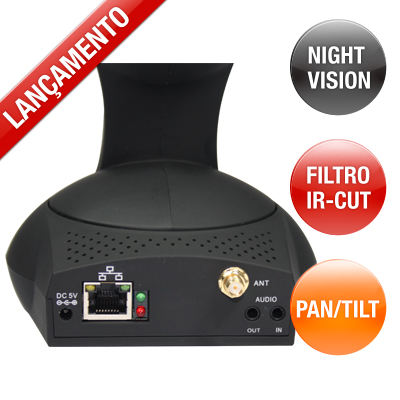 LANÇAMENTO
NIGHT
VISION
FILTRO
IR-CUT
PAN/TILT
DC 5V
ANT
AUDIO
OUT
IN